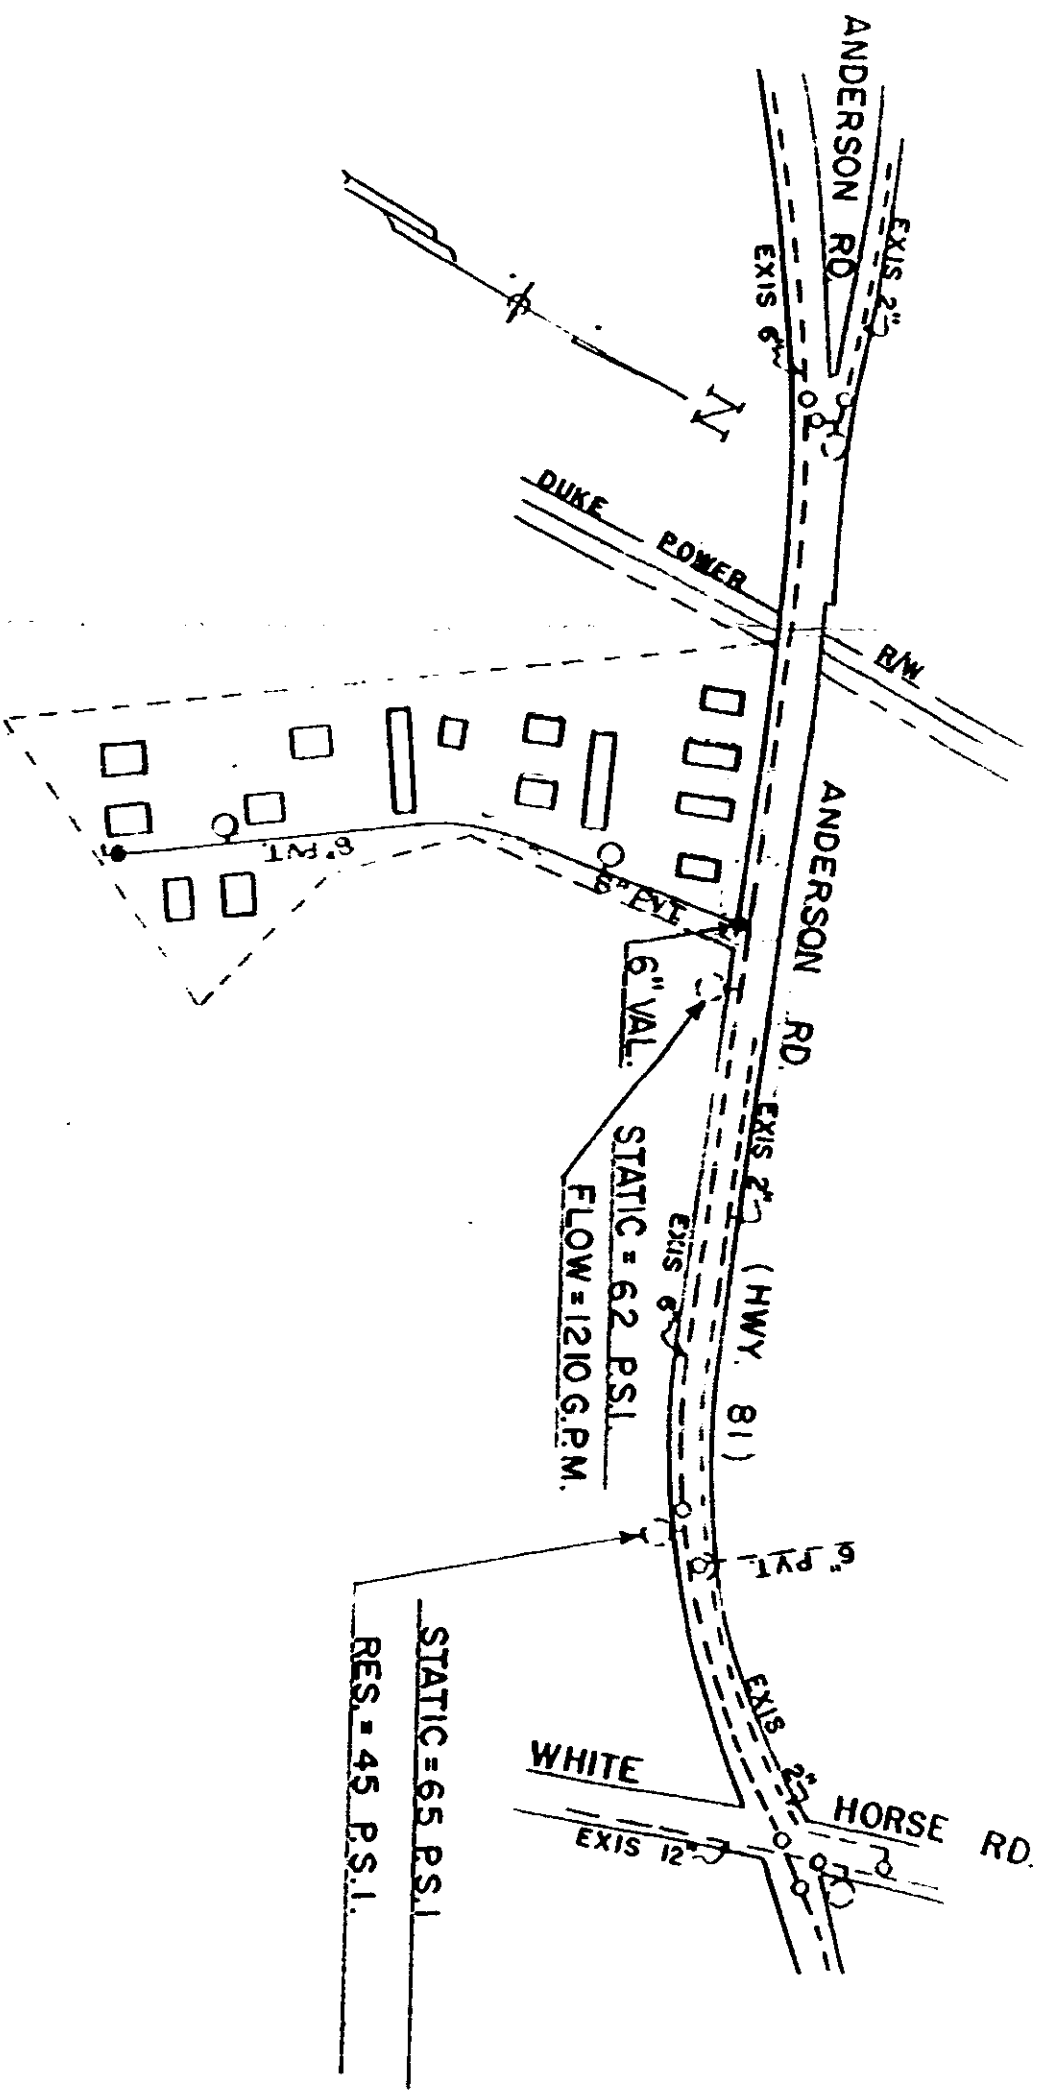 ANDERSON RD.
EXIS 2"
EXIS 6"
N
DUKE POWER R/W
ANDERSON RD. (HWY. 81)
6" PVT.
6" PVT.
6" VAL.
EXIS 2"
EXIS 6"
STATIC = 62 P.S.I.
FLOW = 1210 G.P.M.
6" PVT.
STATIC = 65 P.S.I.
RES. = 45 P.S.I.
EXIS 2"
WHITE HORSE RD.
EXIS 12"